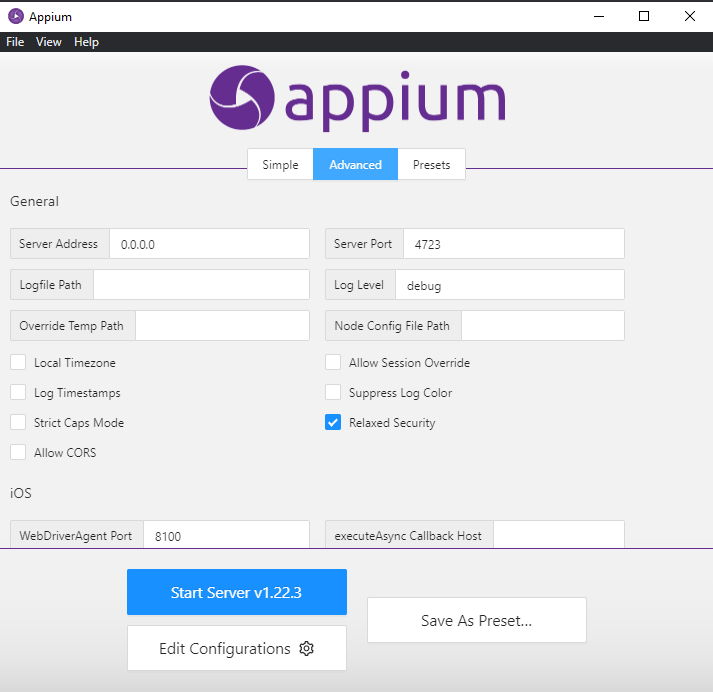 Appium
File View Help
appium
Simple Advanced Presets
General
Server Address 0.0.0.0 Server Port 4723
Logfile Path Log Level debug
Override Temp Path Node Config File Path
Local Timezone Allow Session Override
Log Timestamps Suppress Log Color
Strict Caps Mode Relaxed Security
Allow CORS
iOS
WebDriverAgent Port 8100 executeAsync Callback Host
Start Server v1.22.3
Save As Preset...
Edit Configurations